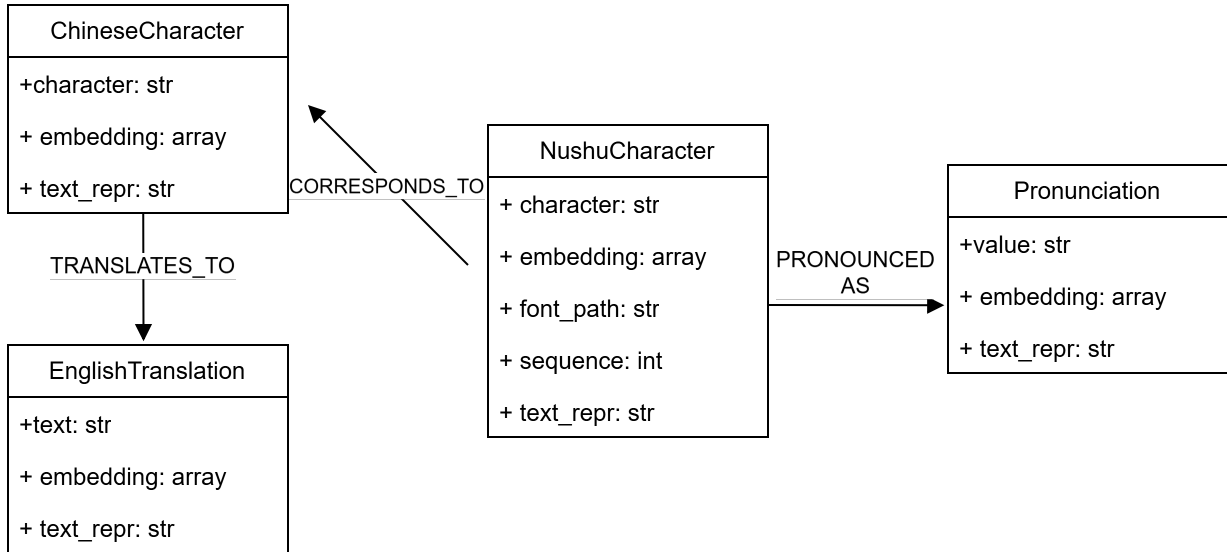 ChineseCharacter
+character: str
+ embedding: array
+ text_repr: str
CORRESPONDS_TO
TRANSLATES_TO
EnglishTranslation
+text: str
+ embedding: array
+ text_repr: str
NushuCharacter
+ character: str
+ embedding: array
+ font_path: str
+ sequence: int
+ text_repr: str
PRONOUNCED
AS
Pronunciation
+value: str
+ embedding: array
+ text_repr: str